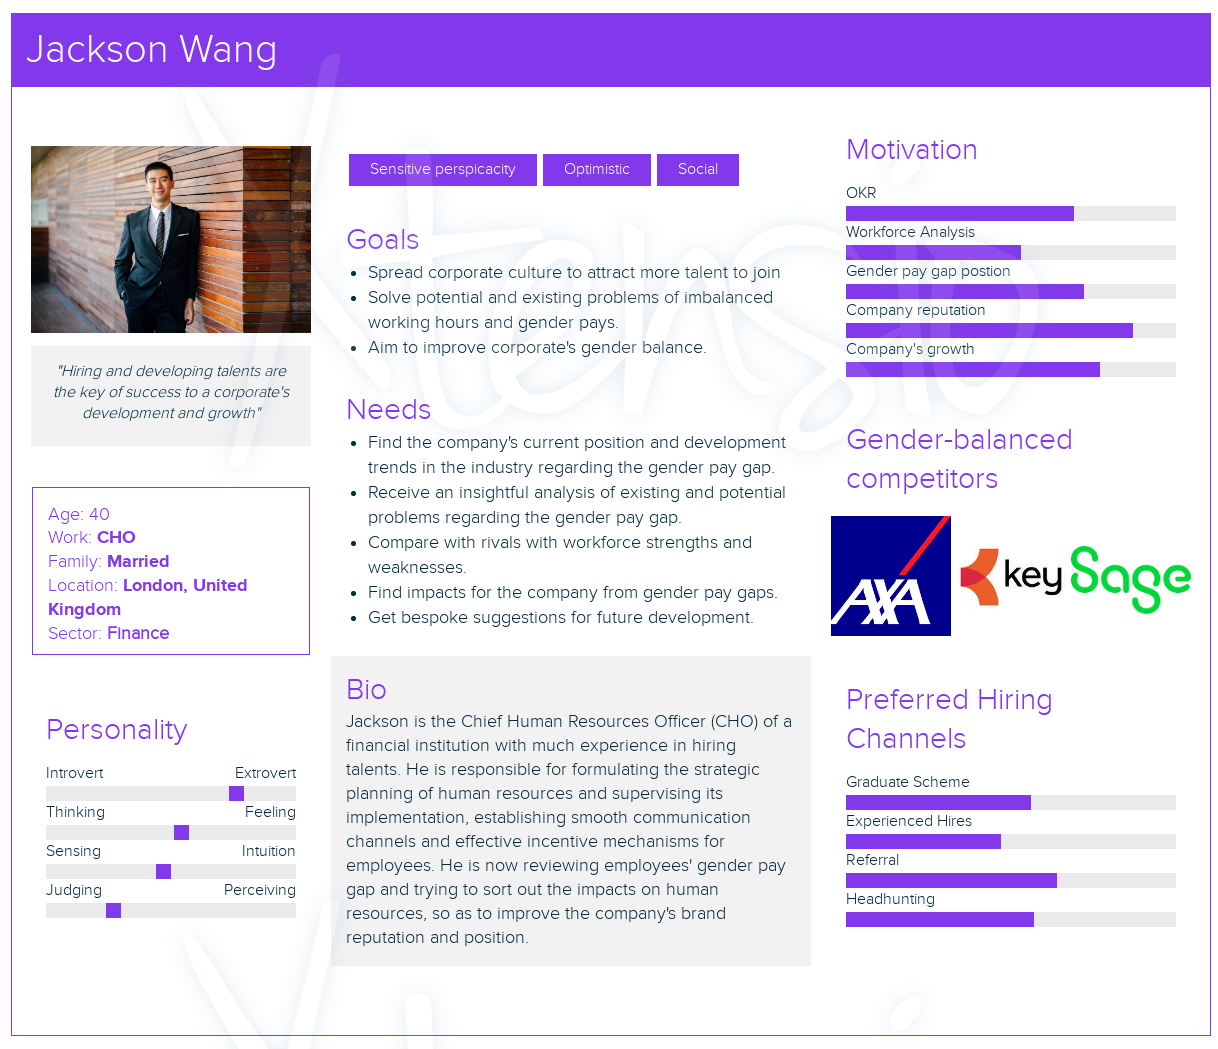 Jackson Wang
"Hiring and developing talents are
the key of success to a corporate's
development and growth"
Age: 40
Work: CHO
Family: Married
Location: London, United
Kingdom
Sector: Finance
Personality
Introvert Extrovert
Thinking Feeling
Sensing Intuition
Judging Perceiving
Sensitive perspicacity Optimistic Social
Goals
• Spread corporate culture to attract more talent to join
• Solve potential and existing problems of imbalanced
working hours and gender pays.
• Aim to improve corporate's gender balance.
Needs
• Find the company's current position and development
trends in the industry regarding the gender pay gap.
• Receive an insightful analysis of existing and potential
problems regarding the gender pay gap.
• Compare with rivals with workforce strengths and
weaknesses.
• Find impacts for the company from gender pay gaps.
• Get bespoke suggestions for future development.
Bio
Jackson is the Chief Human Resources Officer (CHO) of a
financial institution with much experience in hiring
talents. He is responsible for formulating the strategic
planning of human resources and supervising its
implementation, establishing smooth communication
channels and effective incentive mechanisms for
employees. He is now reviewing employees' gender pay
gap and trying to sort out the impacts on human
resources, so as to improve the company's brand
reputation and position.
Motivation
OKR
Workforce Analysis
Gender pay gap postion
Company reputation
Company's growth
Gender-balanced
competitors
AXA key Sage
Preferred Hiring
Channels
Graduate Scheme
Experienced Hires
Referral
Headhunting
Xtensio